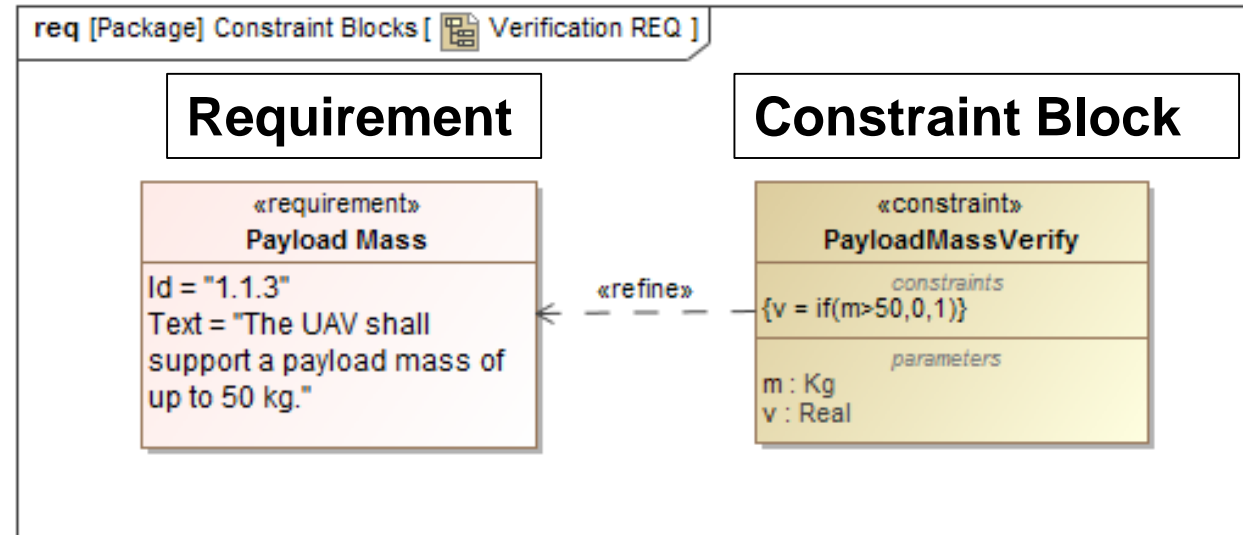 req [Package] Constraint Blocks [ Verification REQ ]
Requirement
Constraint Block
«requirement»
Payload Mass
Id = "1.1.3"
Text = "The UAV shall
support a payload mass of
up to 50 kg."
«refine»
«constraint»
PayloadMassVerify
constraints
{v = if(m>50,0,1)}
parameters
m : Kg
v : Real